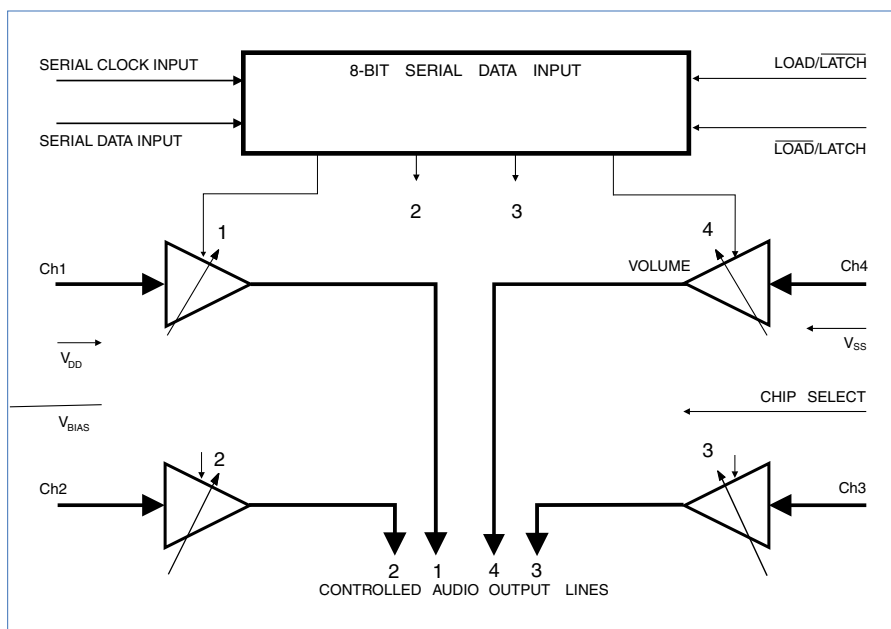 SERIAL CLOCK INPUT
8-BIT SERIAL DATA INPUT
LOAD/LATCH
SERIAL DATA INPUT
LOAD/LATCH
2
3
1
4
Ch1
VOLUME
Ch4
VDD
VSS
CHIP SELECT
VBIAS
2
3
Ch2
Ch3
2 1 4 3
CONTROLLED AUDIO OUTPUT LINES